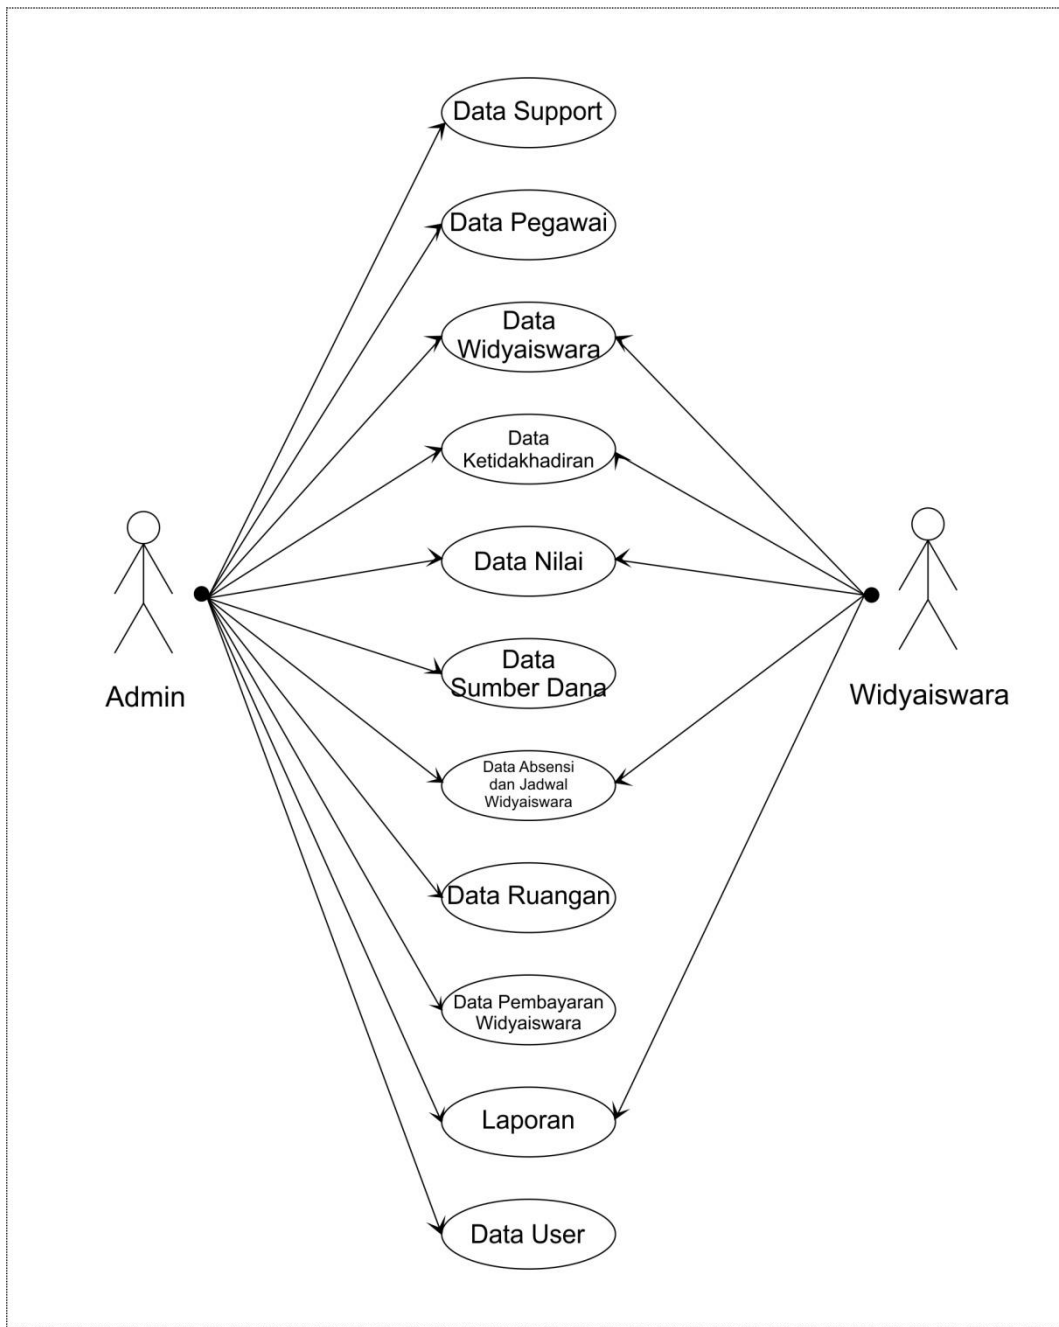 Data Support
Data Pegawai
Data
Widyaiswara
Data
Ketidakhadiran
Data Nilai
Data
Sumber Dana
Admin
Widyaiswara
Data Absensi
dan Jadwal
Widyaiswara
Data Ruangan
Data Pembayaran
Widyaiswara
Laporan
Data User